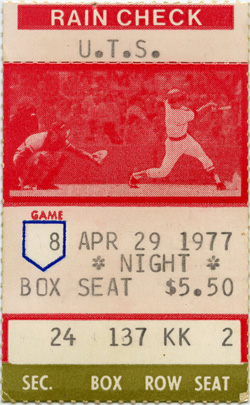 RAIN CHECK
U.T.S.
GAME
8 APR 29 1977
* NIGHT *
BOX SEAT $5.50
24 137 KK 2
SEC. BOX ROW SEAT